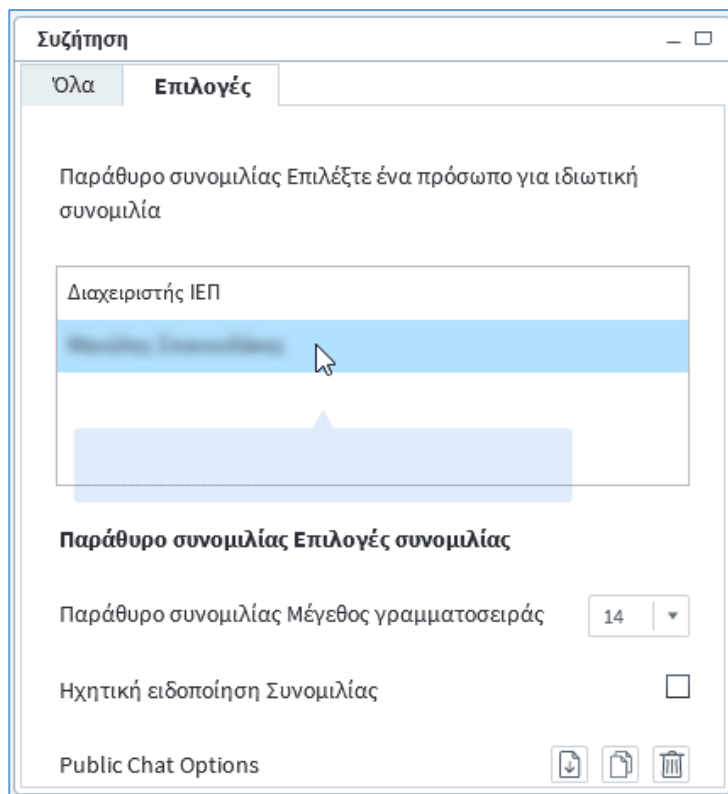 Συζήτηση
Όλα
Επιλογές
Παράθυρο συνομιλίας Επιλέξτε ένα πρόσωπο για ιδιωτική
συνομιλία
Διαχειριστής ΙΕΠ
Παράθυρο συνομιλίας Επιλογές συνομιλίας
Παράθυρο συνομιλίας Μέγεθος γραμματοσειράς 14
Ηχητική ειδοποίηση Συνομιλίας
Public Chat Options